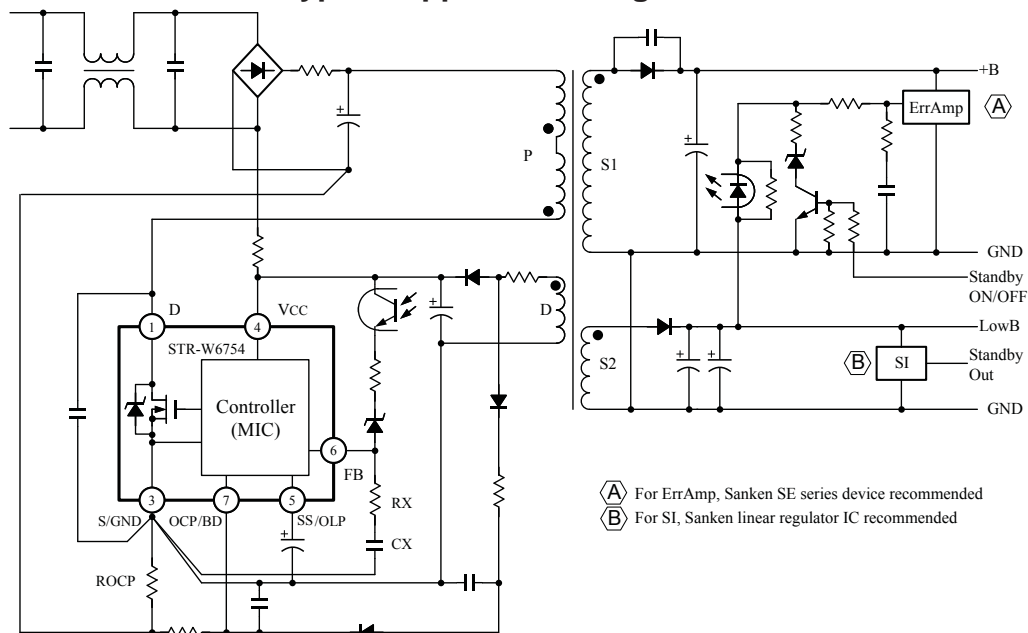 +B
ErrAmp
A
P
S1
+
+
GND
Standby
ON/OFF
D
VCC
+
D
1
4
STR-W6754
LowB
+
+
S2
B
SI
Standby
Out
Controller
(MIC)
GND
6
FB
3
7
5
S/GND
OCP/BD
SS/OLP
RX
+
CX
ROCP
A For ErrAmp, Sanken SE series device recommended
B For SI, Sanken linear regulator IC recommended